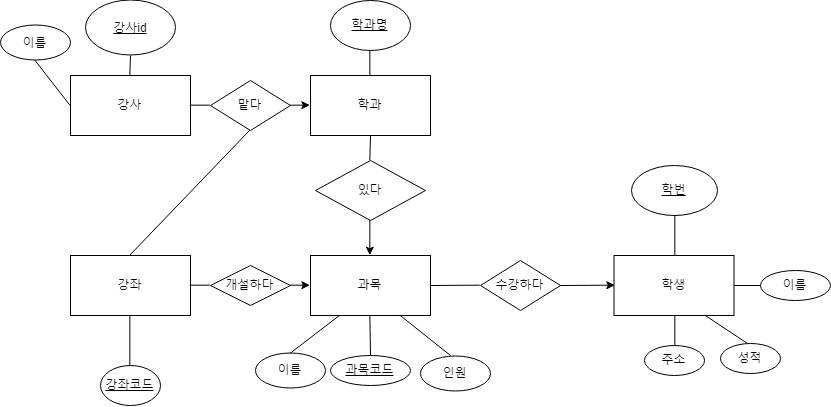 강사id
학과명
이름
강사
맡다
학과
있다
학번
강좌
개설하다
과목
수강하다
학생
이름
이름
과목코드
인원
주소
성적
강좌코드